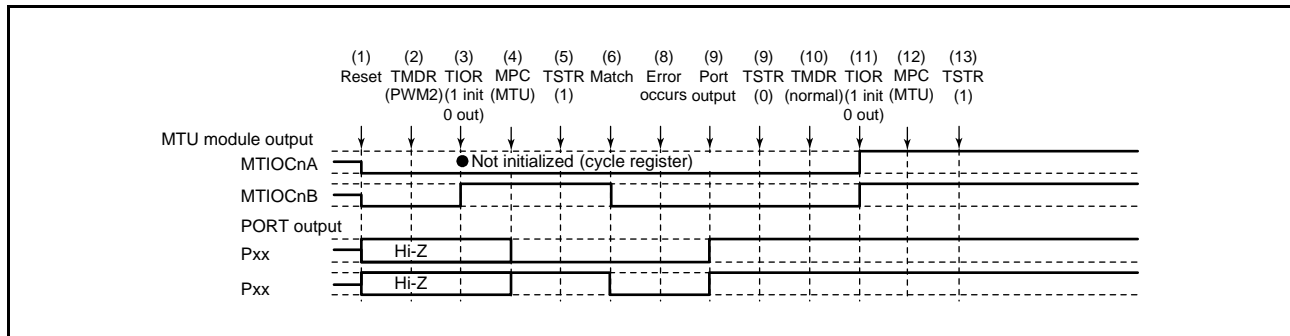 (1) (2) (3) (4) (5) (6) (8) (9) (9) (10) (11) (12) (13)
Reset TMDR TIOR MPC TSTR Match Error Port TSTR TMDR TIOR MPC TSTR
(PWM2) (1 init (MTU) (1) occurs output (0) (normal) (1 init (MTU) (1)
0 out) 0 out)
MTU module output
MTIOCnA
● Not initialized (cycle register)
MTIOCnB
PORT output
Pxx
Hi-Z
Pxx
Hi-Z